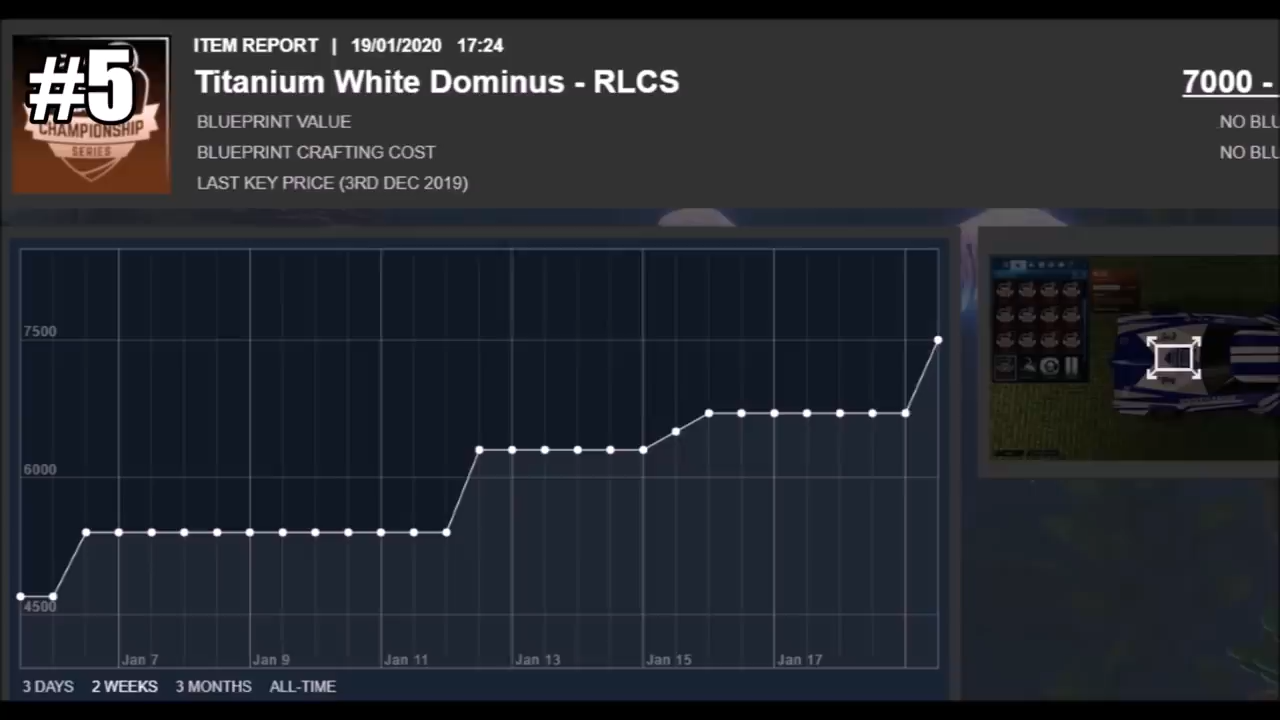 #5
CHAMPIONSHIP
SERIES
ITEM REPORT | 19/01/2020 17:24
Titanium White Dominus - RLCS
7000 -
BLUEPRINT VALUE
NO BLU
BLUEPRINT CRAFTING COST
NO BLU
LAST KEY PRICE (3RD DEC 2019)
7500
6000
4500
Jan 7 Jan 9 Jan 11 Jan 13 Jan 15 Jan 17
3 DAYS 2 WEEKS 3 MONTHS ALL-TIME